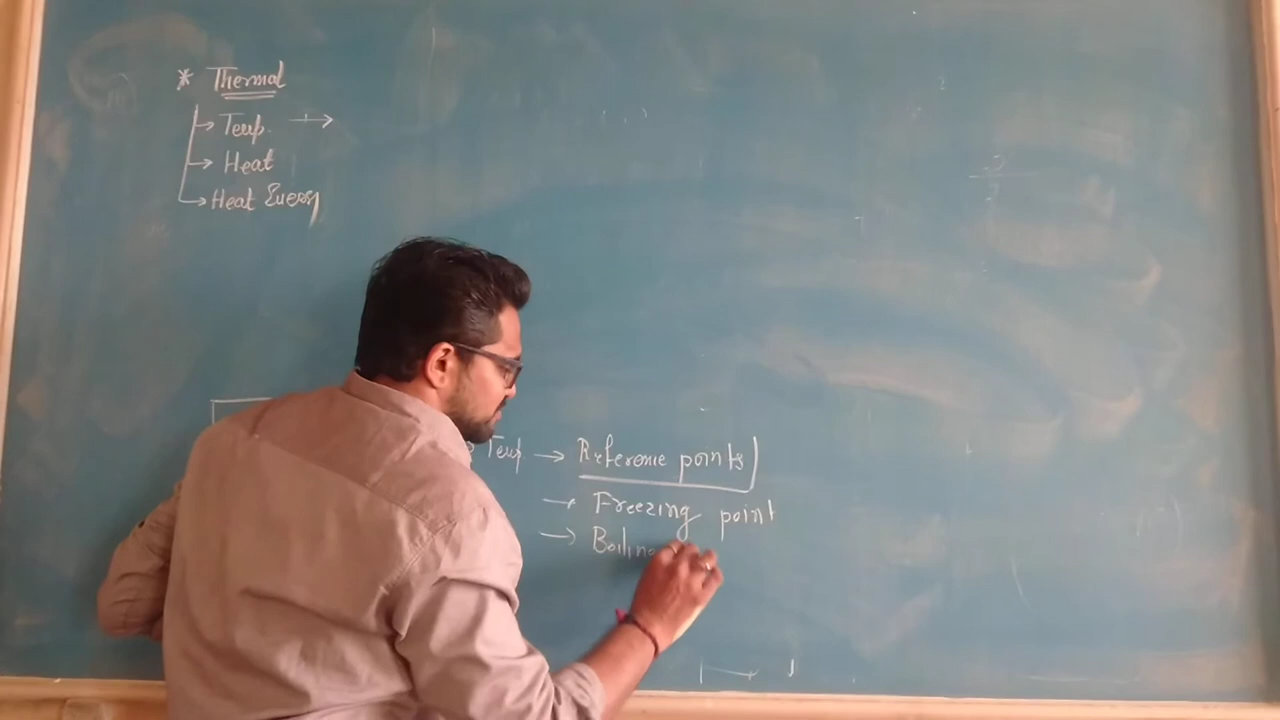 * Thermal
→ Temp. →
→ Heat
→ Heat Energy
Temp → Reference points
→ Freezing point
→ Boiling